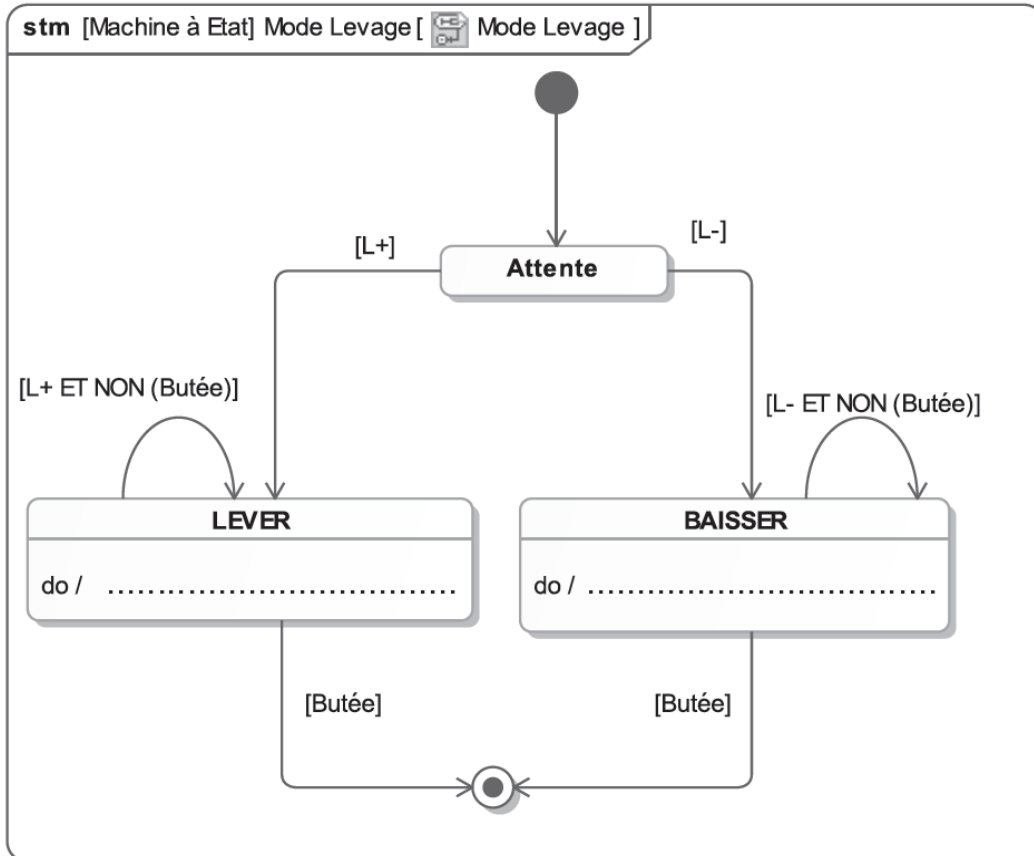 stm [Machine à Etat] Mode Levage [ Mode Levage ]
[L+]
[L-]
Attente
[L+ ET NON (Butée)]
[L- ET NON (Butée)]
LEVER
BAISSER
do / ....................................
do / ....................................
[Butée]
[Butée]